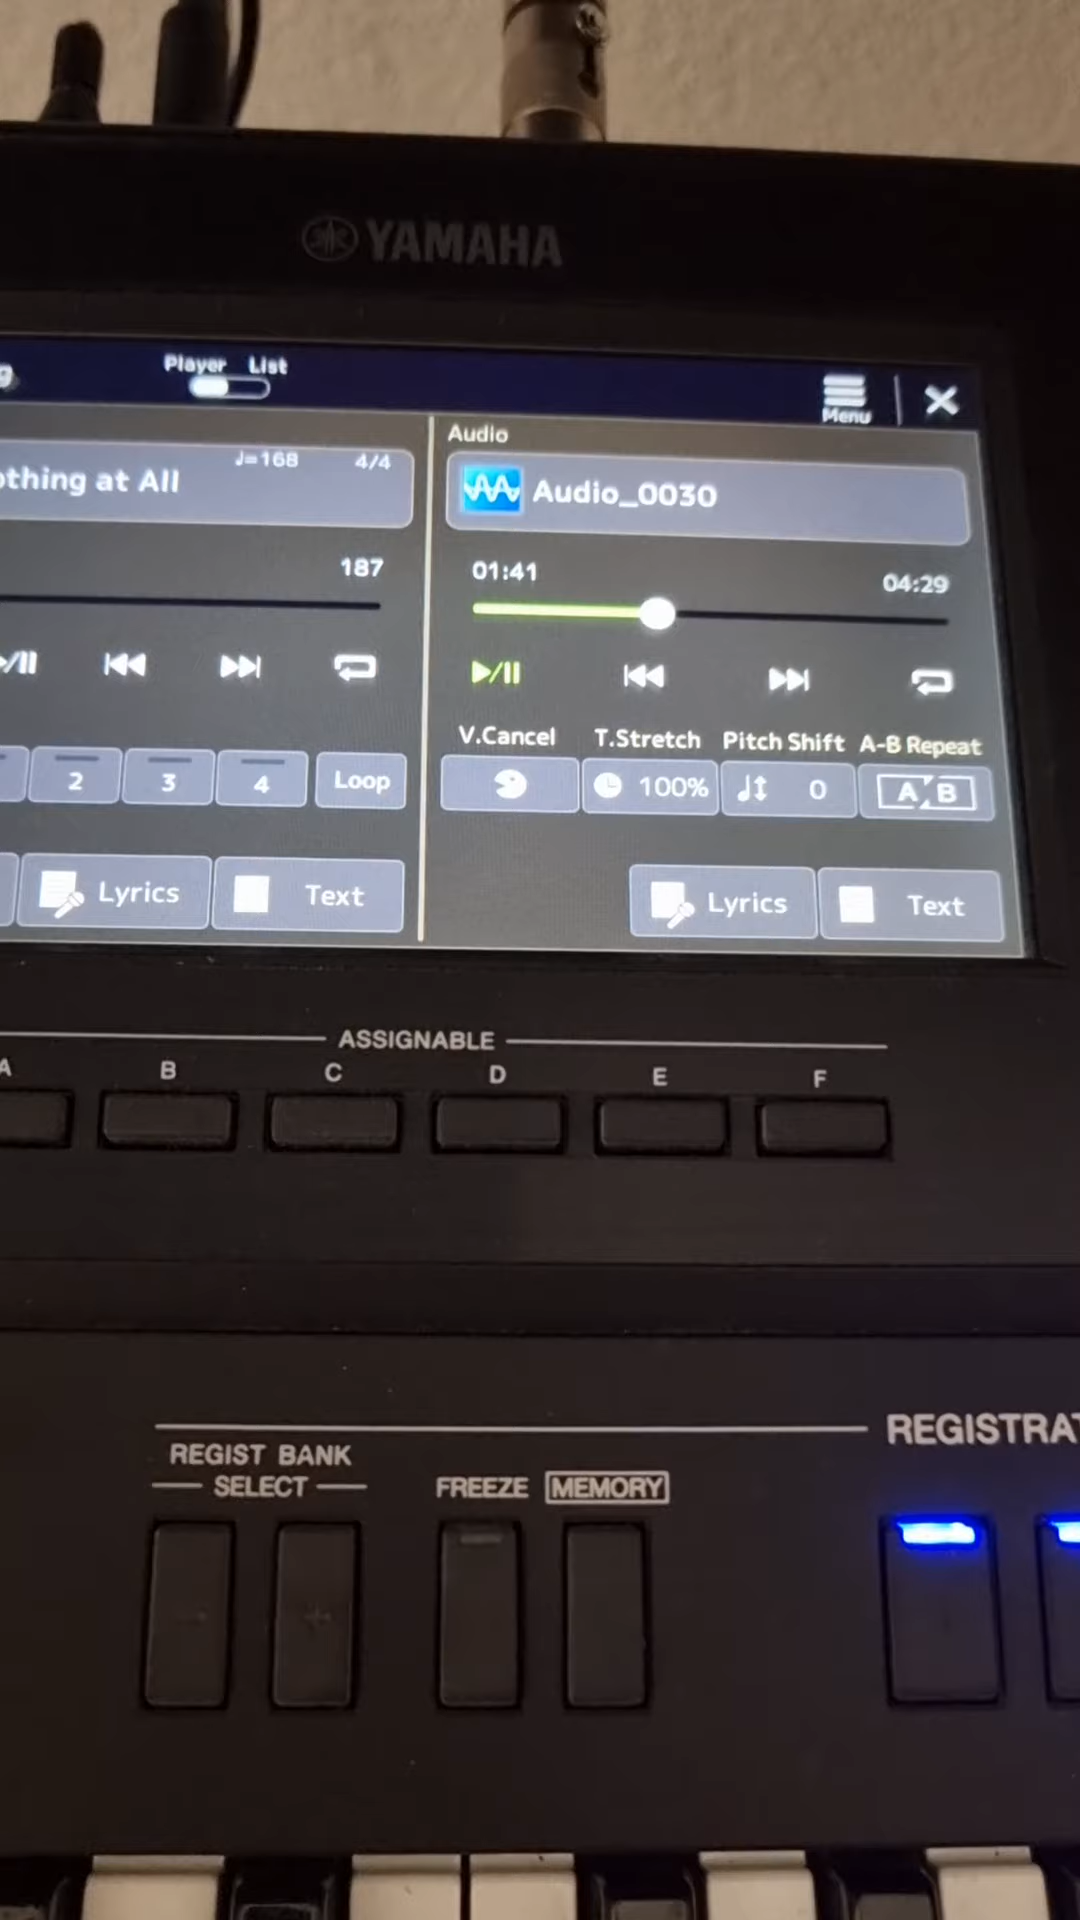 YAMAHA
Player List
Menu
Audio
♩=168 4/4
thing at All
Audio_0030
187
01:41
04:29
V.Cancel T.Stretch Pitch Shift A-B Repeat
2 3 4 Loop
100% 0 A B
Lyrics Text
Lyrics Text
ASSIGNABLE
A B C D E F
REGIST BANK
SELECT
FREEZE MEMORY
REGISTRAT
- +